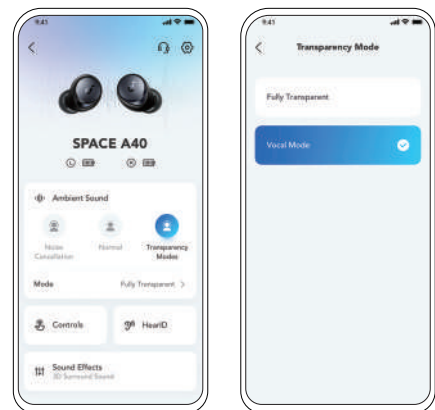 9:41
SPACE A40
L
R
Ambient Sound
Noise
Cancellation
Normal
Transparency
Modes
Mode
Fully Transparent >
Controls
HearID
Sound Effects
3D Surround Sound
9:41
Transparency Mode
Fully Transparent
Vocal Mode